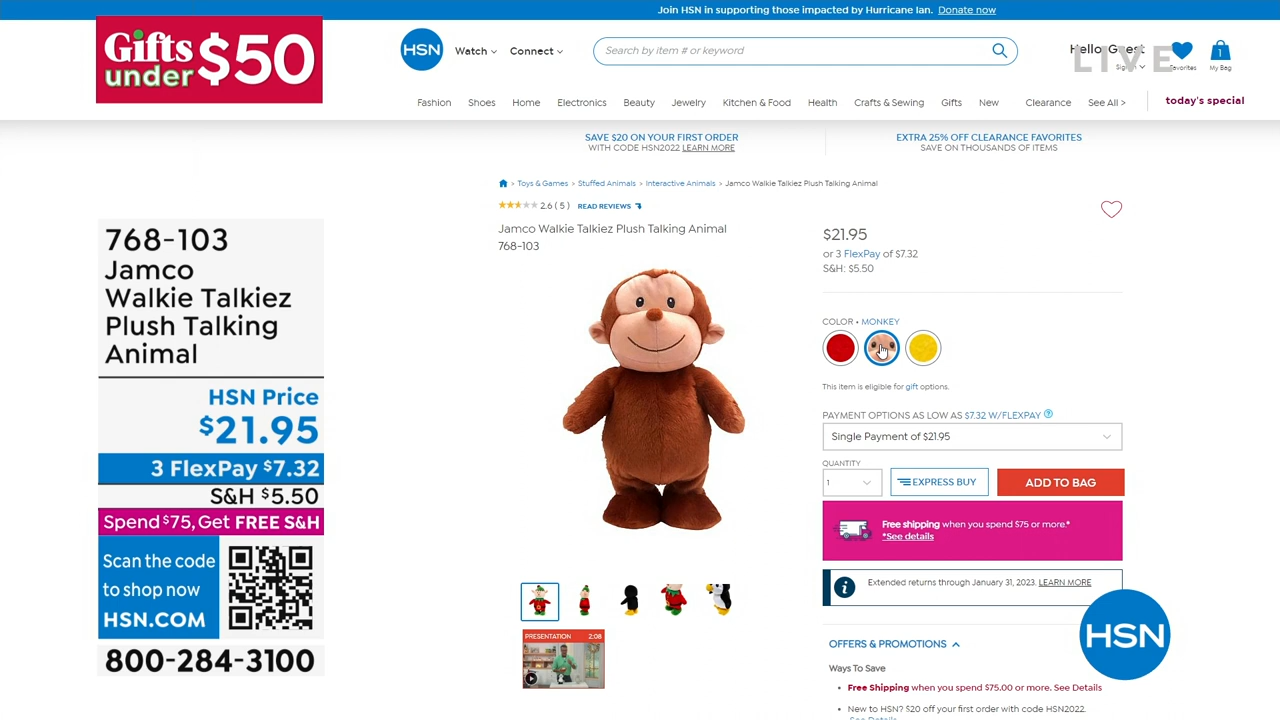 Join HSN in supporting those impacted by Hurricane Ian. Donate now
Gifts under $50
HSN
Watch
Connect
Search by item # or keyword
Hello, Guest
LIVE
Favorites
1
My Bag
Fashion Shoes Home Electronics Beauty Jewelry Kitchen & Food Health Crafts & Sewing Gifts New Clearance See All > today's special
SAVE $20 ON YOUR FIRST ORDER
WITH CODE HSN2022 LEARN MORE
EXTRA 25% OFF CLEARANCE FAVORITES
SAVE ON THOUSANDS OF ITEMS
> Toys & Games > Stuffed Animals > Interactive Animals > Jamco Walkie Talkiez Plush Talking Animal
2.6 ( 5 ) READ REVIEWS
Jamco Walkie Talkiez Plush Talking Animal
768-103
$21.95
or 3 FlexPay of $7.32
S&H: $5.50
COLOR • MONKEY
This item is eligible for gift options.
PAYMENT OPTIONS AS LOW AS $7.32 W/FLEXPAY ?
Single Payment of $21.95
QUANTITY
1
EXPRESS BUY
ADD TO BAG
Free shipping when you spend $75 or more.*
*See details
Extended returns through January 31, 2023. LEARN MORE
OFFERS & PROMOTIONS
Ways To Save
• Free Shipping when you spend $75.00 or more. See Details
• New to HSN? $20 off your first order with code HSN2022.
See Details
PRESENTATION 2:08
HSN
768-103
Jamco
Walkie Talkiez
Plush Talking
Animal
HSN Price
$21.95
3 FlexPay $7.32
S&H $5.50
Spend $75, Get FREE S&H
Scan the code
to shop now
HSN.COM
800-284-3100